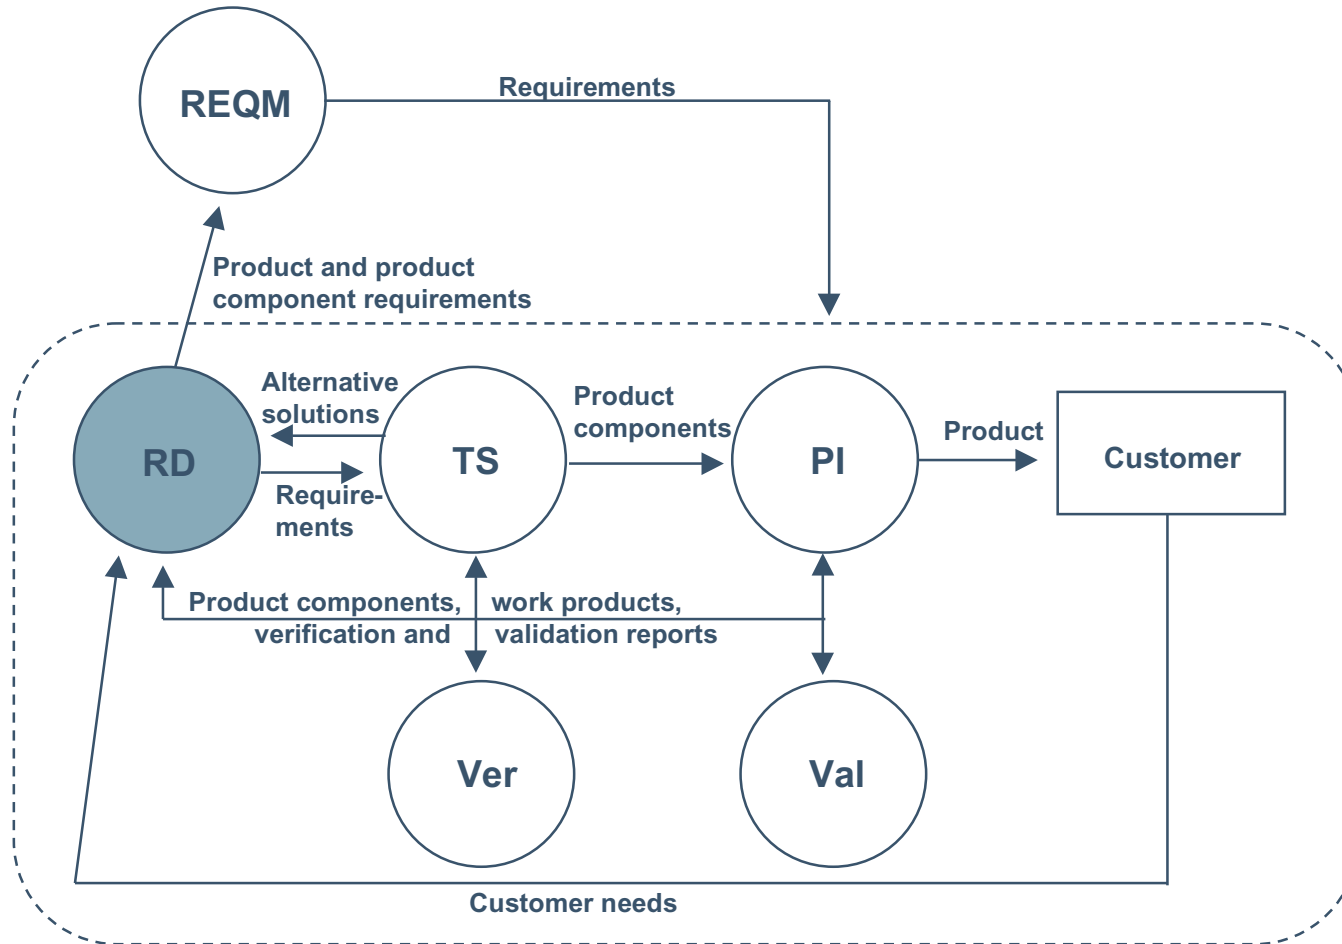 REQM
Requirements
Product and product
component requirements
Alternative
solutions
Product
components
Product
RD
TS
PI
Customer
Require-
ments
Product components, work products,
verification and validation reports
Ver
Val
Customer needs